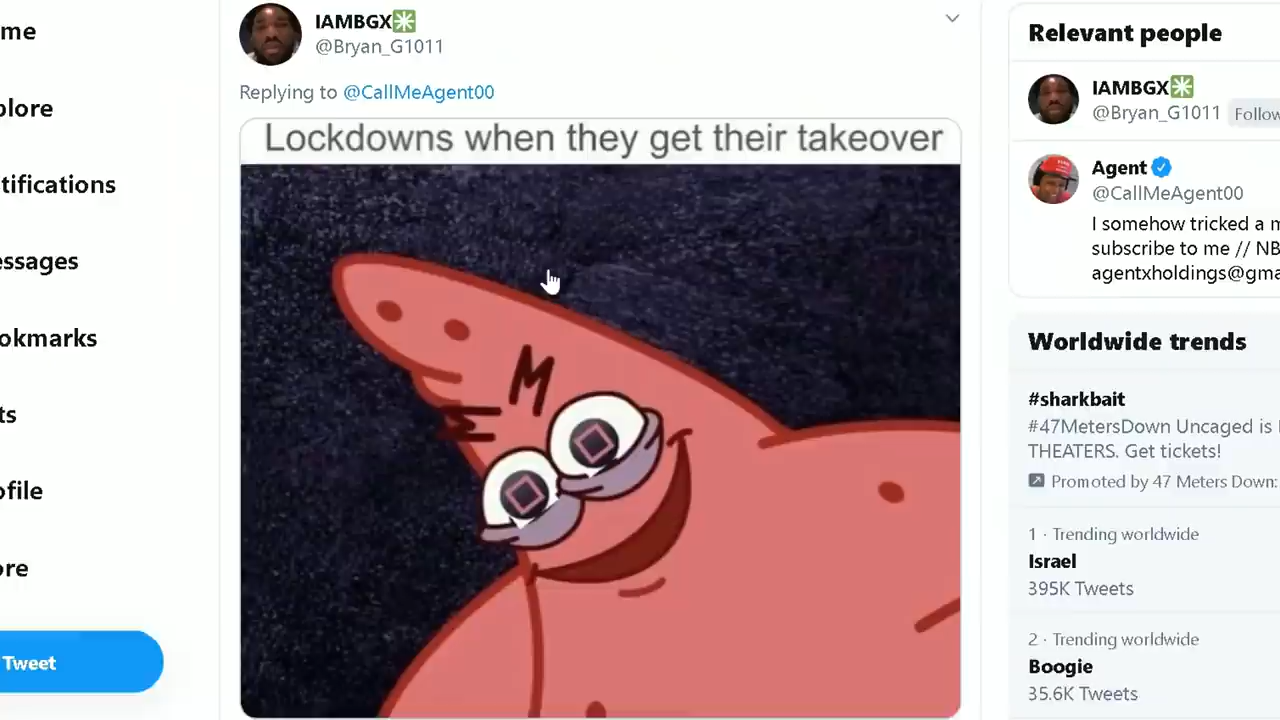 me
plore
tifications
essages
okmarks
ts
ofile
ore
Tweet
IAMBGX
@Bryan_G1011
Replying to @CallMeAgent00
Lockdowns when they get their takeover
M
Relevant people
IAMBGX
@Bryan_G1011
Follow
Agent
@CallMeAgent00
I somehow tricked a m
subscribe to me // NB
agentxholdings@gma
Worldwide trends
#sharkbait
#47MetersDown Uncaged is
THEATERS. Get tickets!
Promoted by 47 Meters Down:
1 · Trending worldwide
Israel
395K Tweets
2 · Trending worldwide
Boogie
35.6K Tweets